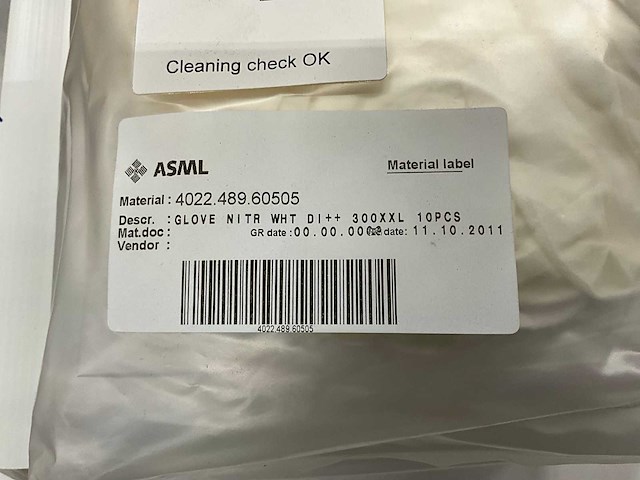 Cleaning check OK
ASML
Material label
Material : 4022.489.60505
Descr. : GLOVE NITR WHT DI++ 300XXL 10PCS
Mat.doc : GR date : 00.00.000 date: 11.10.2011
Vendor :
4022.489.60505